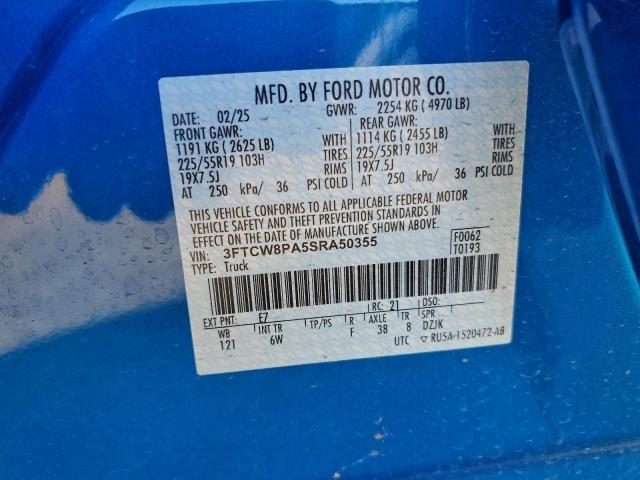 MFD. BY FORD MOTOR CO.
DATE: 02/25 GVWR: 2254 KG ( 4970 LB)
FRONT GAWR: REAR GAWR:
1191 KG ( 2625 LB) WITH 1114 KG ( 2455 LB) WITH
225/55R19 103H TIRES 225/55R19 103H TIRES
19X7.5J RIMS 19X7.5J RIMS
AT 250 kPa/ 36 PSI COLD AT 250 kPa/ 36 PSI COLD
THIS VEHICLE CONFORMS TO ALL APPLICABLE FEDERAL MOTOR
VEHICLE SAFETY AND THEFT PREVENTION STANDARDS IN
EFFECT ON THE DATE OF MANUFACTURE SHOWN ABOVE.
VIN: 3FTCW8PA5SRA50355 F0062
TYPE: Truck T0193
EXT PNT: E7 RC: 21 DSO:
WB INT TR TP/PS R AXLE TR SPR
121 6W F 38 8 DZJK
UTC ▽ RU5A-1520472-AB